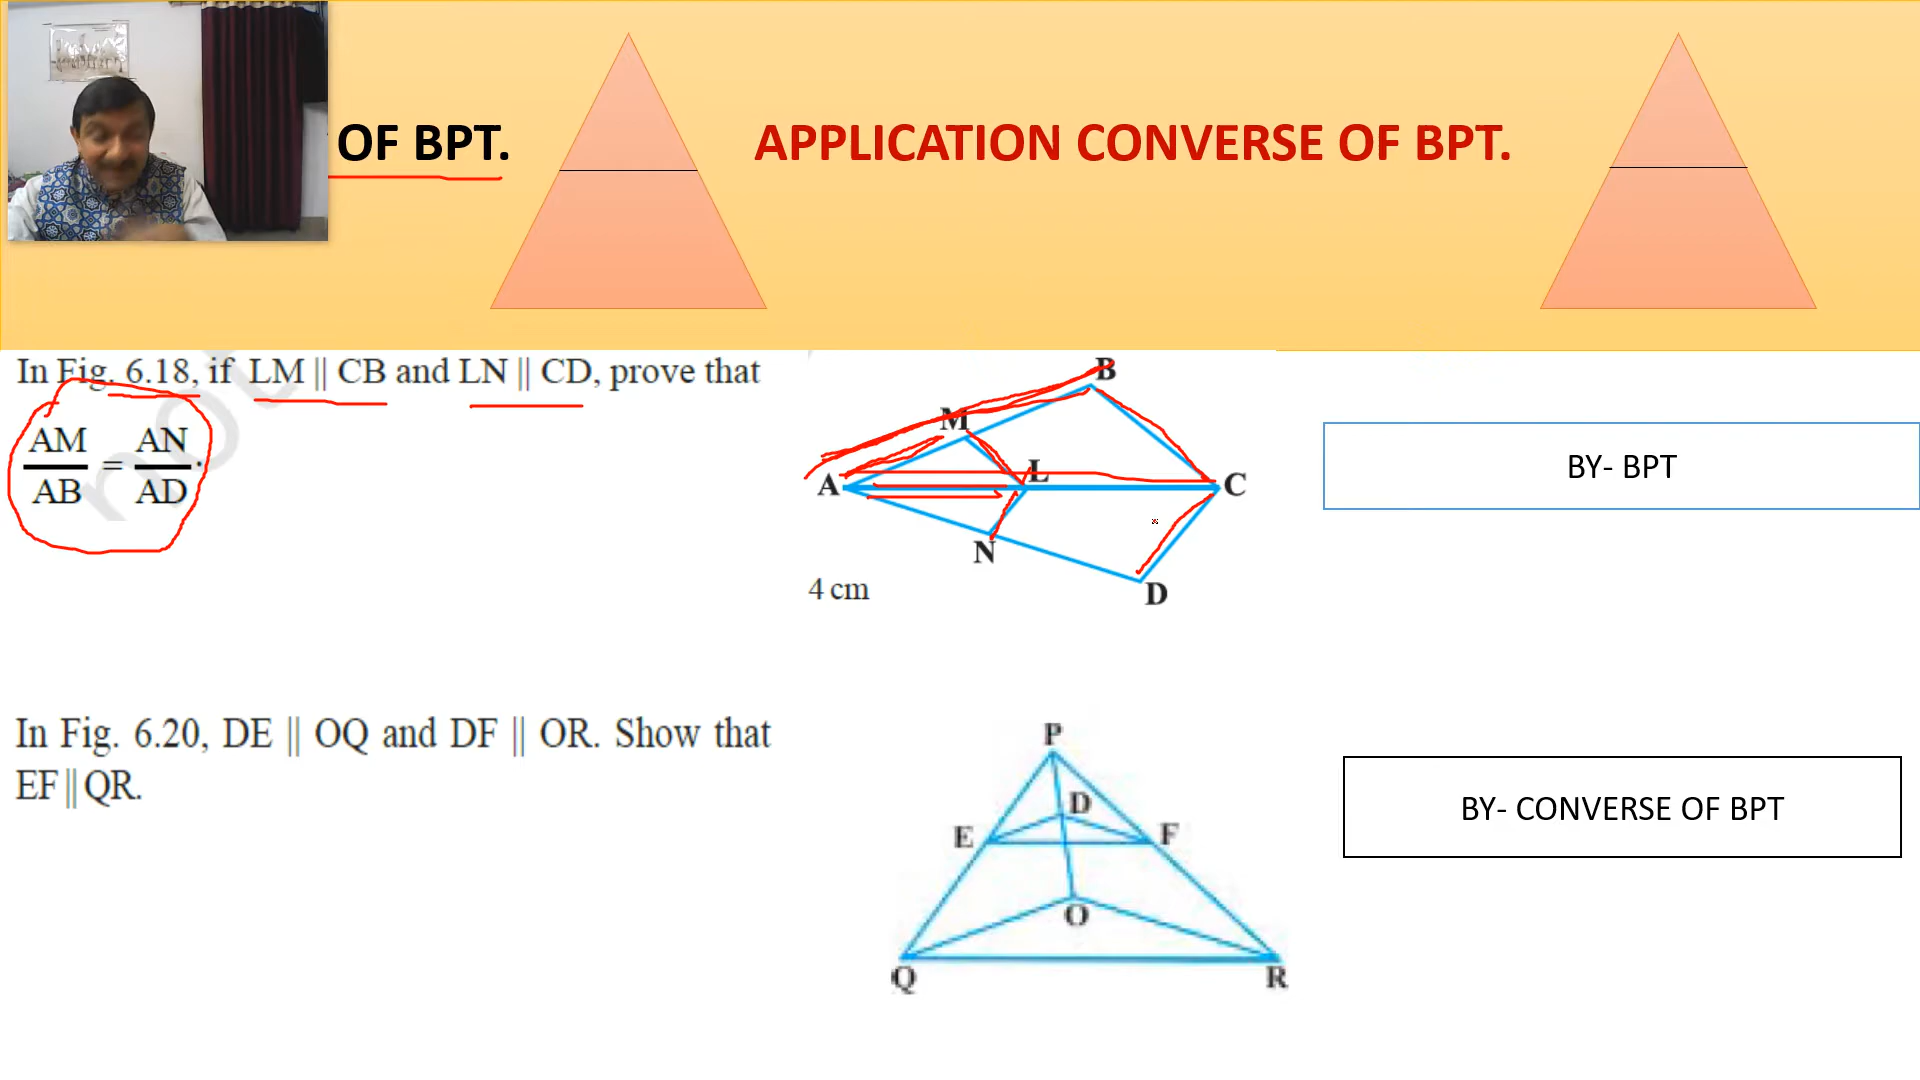 OF BPT.
APPLICATION CONVERSE OF BPT.
In Fig. 6.18, if LM || CB and LN || CD, prove that
AM/AB = AN/AD.
B
M
A
L
C
N
D
4 cm
BY- BPT
In Fig. 6.20, DE || OQ and DF || OR. Show that
EF || QR.
P
D
E
F
O
Q
R
BY- CONVERSE OF BPT